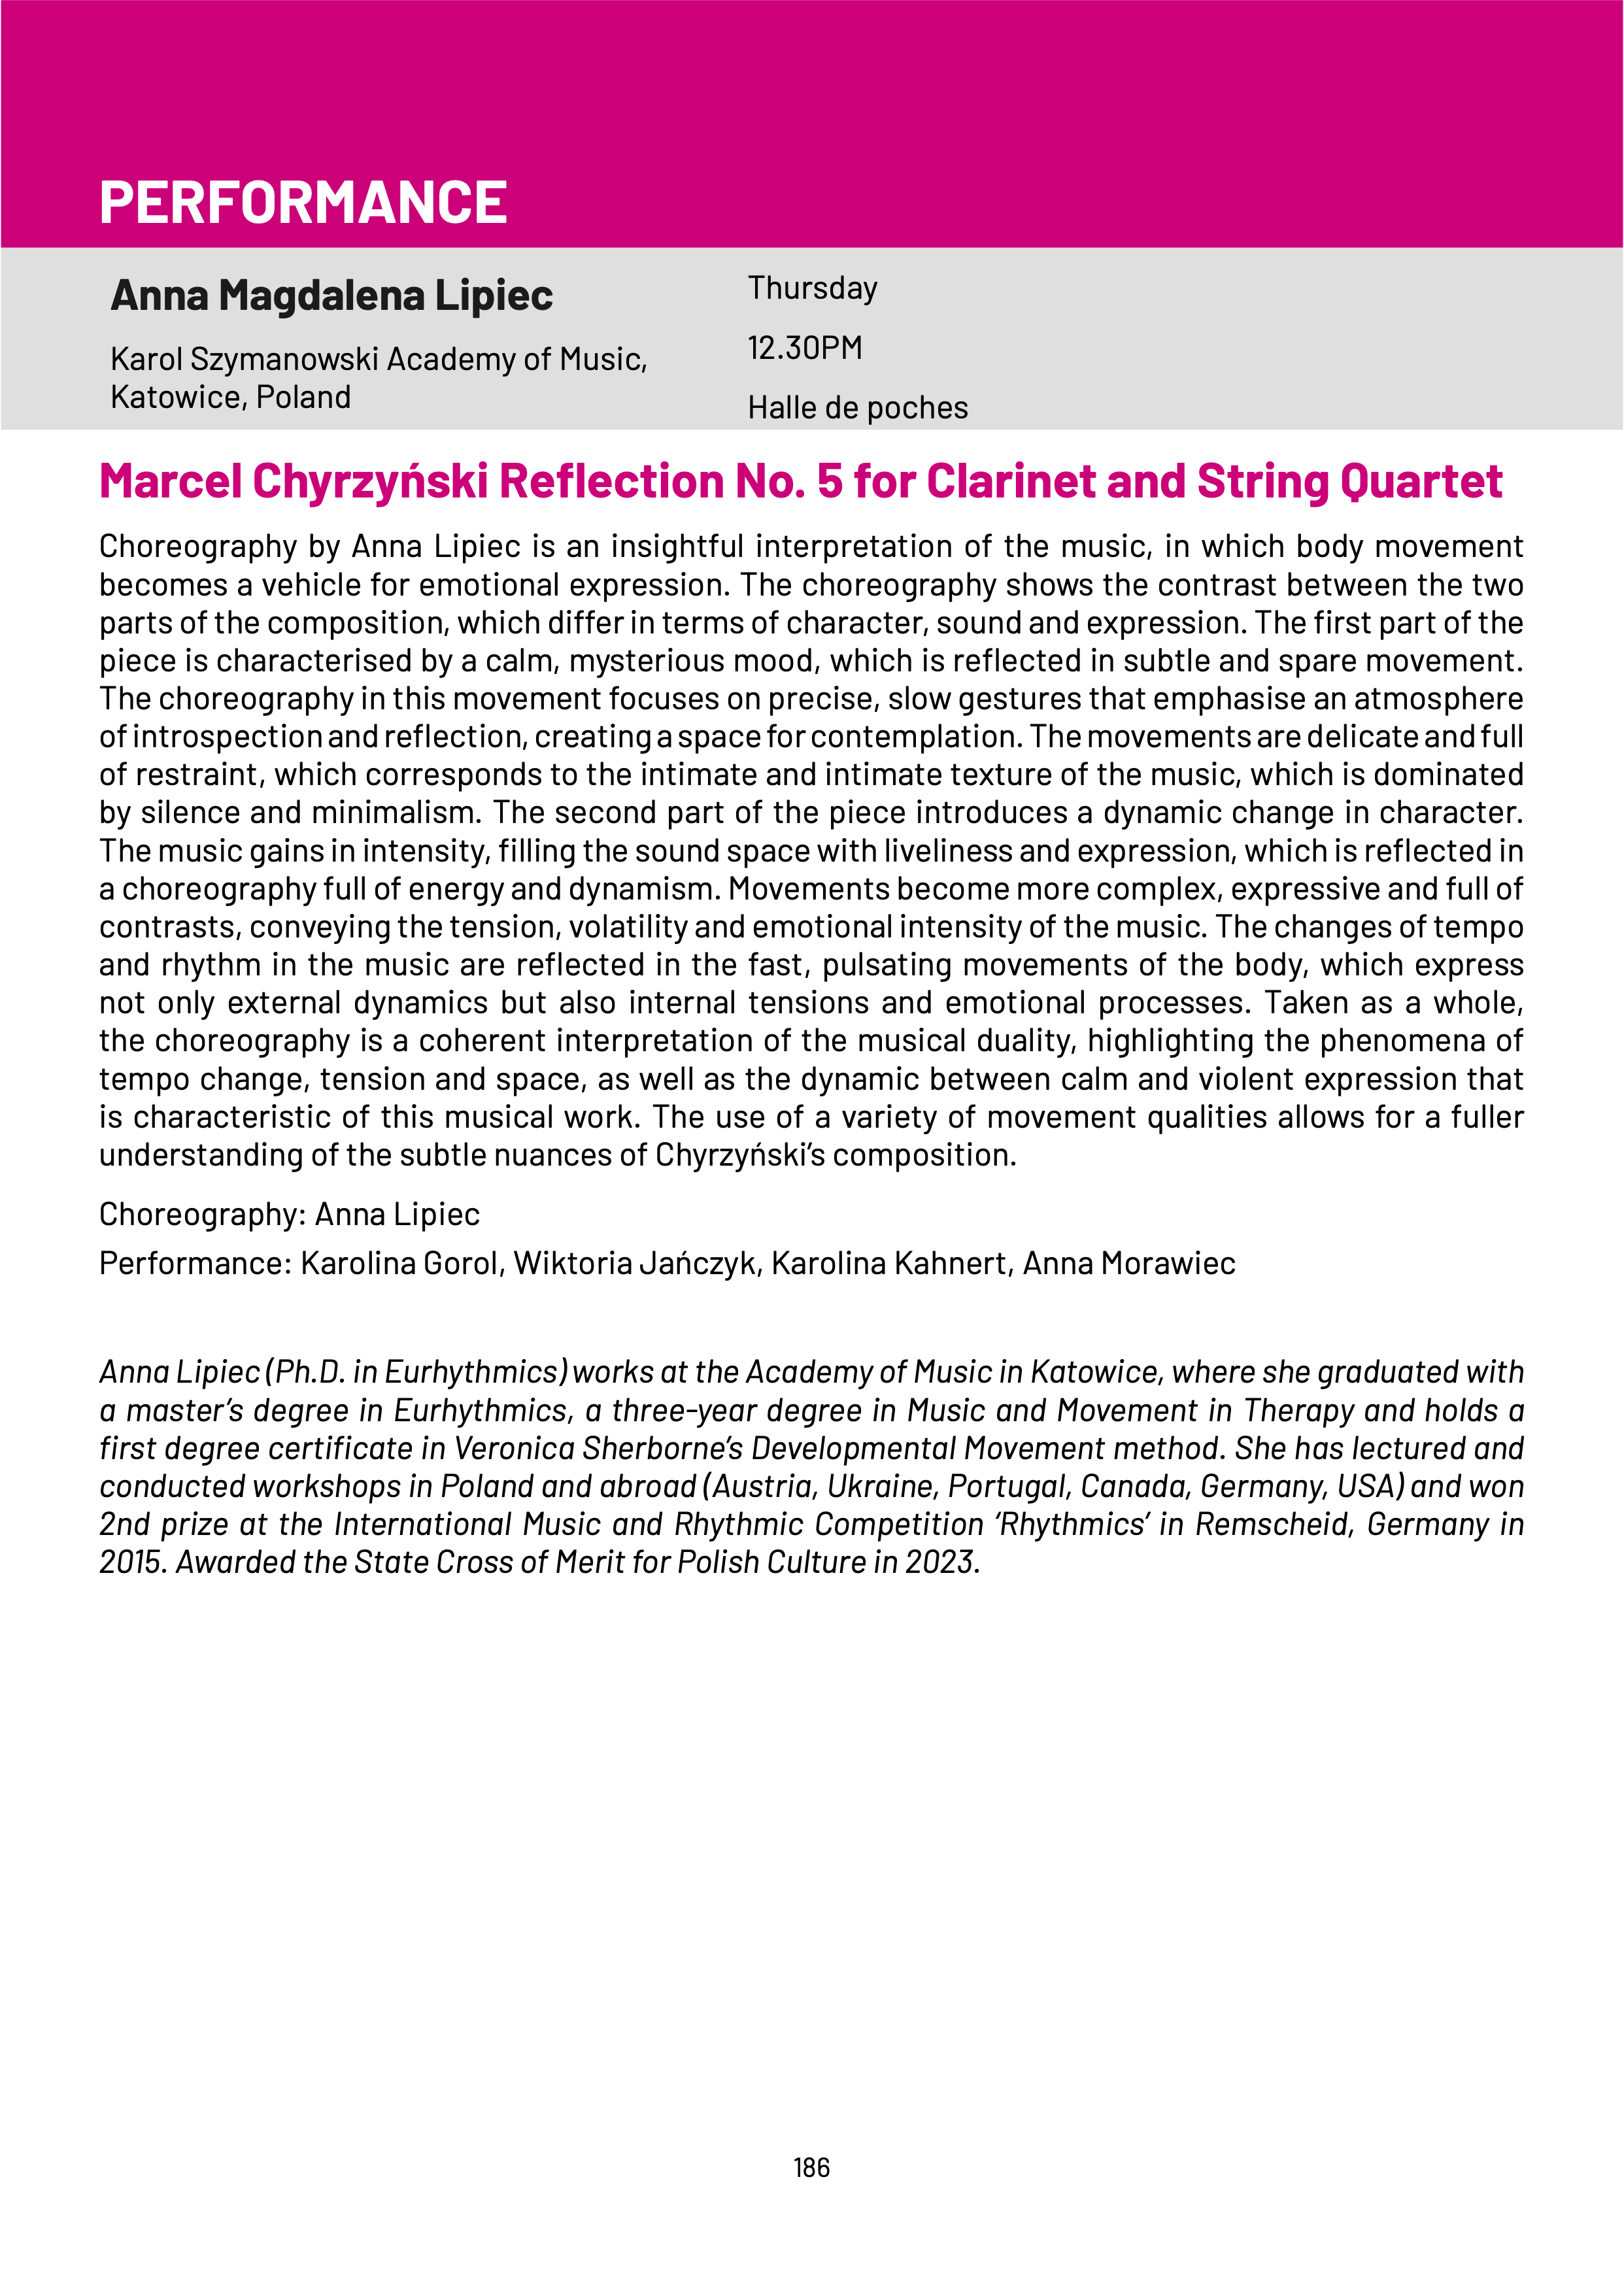 PERFORMANCE
Anna Magdalena Lipiec
Karol Szymanowski Academy of Music,
Katowice, Poland
Thursday
12.30PM
Halle de poches
Marcel Chyrzyński Reflection No. 5 for Clarinet and String Quartet
Choreography by Anna Lipiec is an insightful interpretation of the music, in which body movement
becomes a vehicle for emotional expression. The choreography shows the contrast between the two
parts of the composition, which differ in terms of character, sound and expression. The first part of the
piece is characterised by a calm, mysterious mood, which is reflected in subtle and spare movement.
The choreography in this movement focuses on precise, slow gestures that emphasise an atmosphere
of introspection and reflection, creating a space for contemplation. The movements are delicate and full
of restraint, which corresponds to the intimate and intimate texture of the music, which is dominated
by silence and minimalism. The second part of the piece introduces a dynamic change in character.
The music gains in intensity, filling the sound space with liveliness and expression, which is reflected in
a choreography full of energy and dynamism. Movements become more complex, expressive and full of
contrasts, conveying the tension, volatility and emotional intensity of the music. The changes of tempo
and rhythm in the music are reflected in the fast, pulsating movements of the body, which express
not only external dynamics but also internal tensions and emotional processes. Taken as a whole,
the choreography is a coherent interpretation of the musical duality, highlighting the phenomena of
tempo change, tension and space, as well as the dynamic between calm and violent expression that
is characteristic of this musical work. The use of a variety of movement qualities allows for a fuller
understanding of the subtle nuances of Chyrzyński’s composition.
Choreography: Anna Lipiec
Performance: Karolina Gorol, Wiktoria Jańczyk, Karolina Kahnert, Anna Morawiec
Anna Lipiec (Ph.D. in Eurhythmics) works at the Academy of Music in Katowice, where she graduated with
a master’s degree in Eurhythmics, a three-year degree in Music and Movement in Therapy and holds a
first degree certificate in Veronica Sherborne’s Developmental Movement method. She has lectured and
conducted workshops in Poland and abroad (Austria, Ukraine, Portugal, Canada, Germany, USA) and won
2nd prize at the International Music and Rhythmic Competition ‘Rhythmics’ in Remscheid, Germany in
2015. Awarded the State Cross of Merit for Polish Culture in 2023.
186